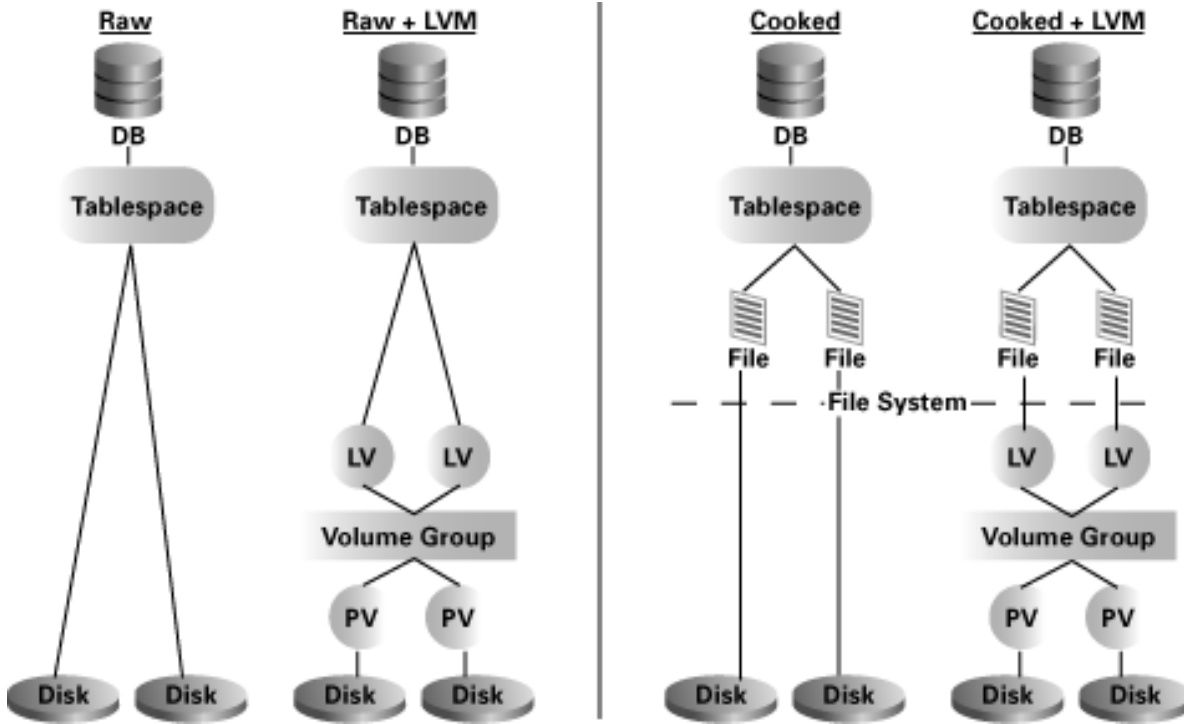 Raw
Raw + LVM
Cooked
Cooked + LVM
DB
DB
DB
DB
Tablespace
Tablespace
Tablespace
Tablespace
File
File
File
File
File System
LV
LV
LV
LV
Volume Group
Volume Group
PV
PV
PV
PV
Disk
Disk
Disk
Disk
Disk
Disk
Disk
Disk